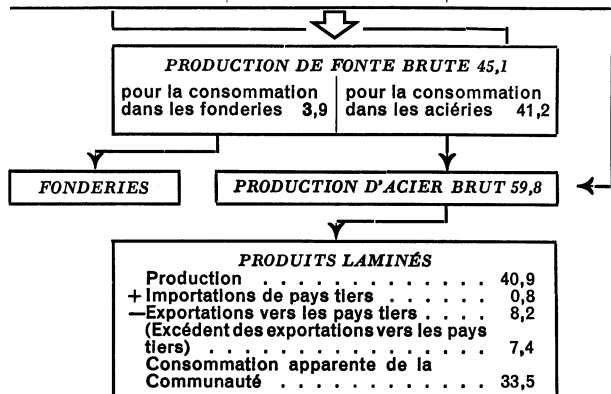 PRODUCTION DE FONTE BRUTE 45,1
pour la consommation
dans les fonderies 3,9
pour la consommation
dans les aciéries 41,2
FONDERIES
PRODUCTION D'ACIER BRUT 59,8
PRODUITS LAMINÉS
Production . . . . . . . . . . . . . 40,9
+ Importations de pays tiers . . . . . . 0,8
— Exportations vers les pays tiers . . . . 8,2
(Excédent des exportations vers les pays
tiers) . . . . . . . . . . . . . . . . 7,4
Consommation apparente de la
Communauté . . . . . . . . . . . 33,5